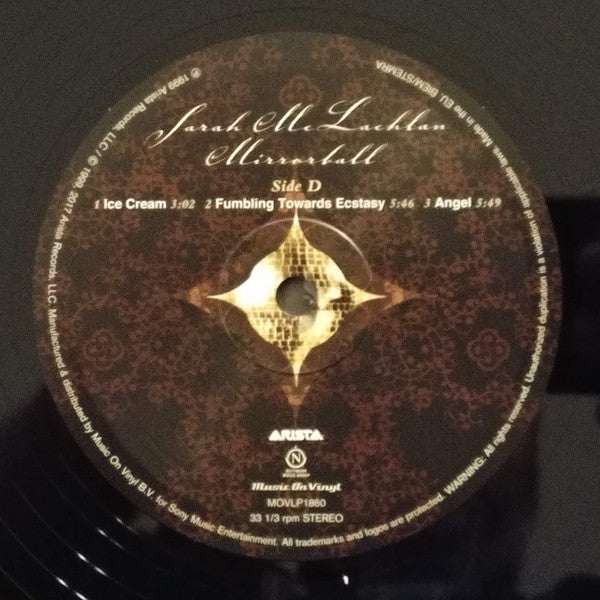 Sarah McLachlan
Mirrorball
Side D
1 Ice Cream 3:02 2 Fumbling Towards Ecstasy 5:46 3 Angel 5:49
ARISTA
N
NETTWERK
MUSIC GROUP
Music On Vinyl
MOVLP1860
33 1/3 rpm STEREO
℗ 1999 Arista Records, LLC / © 1999, 2017 Arista Records, LLC. Manufactured & distributed by Music On Vinyl B.V. for Sony Music Entertainment. All trademarks and logos are protected. WARNING: All rights reserved. Unauthorized duplication is a violation of applicable laws. Made in the EU. BIEM/STEMRA